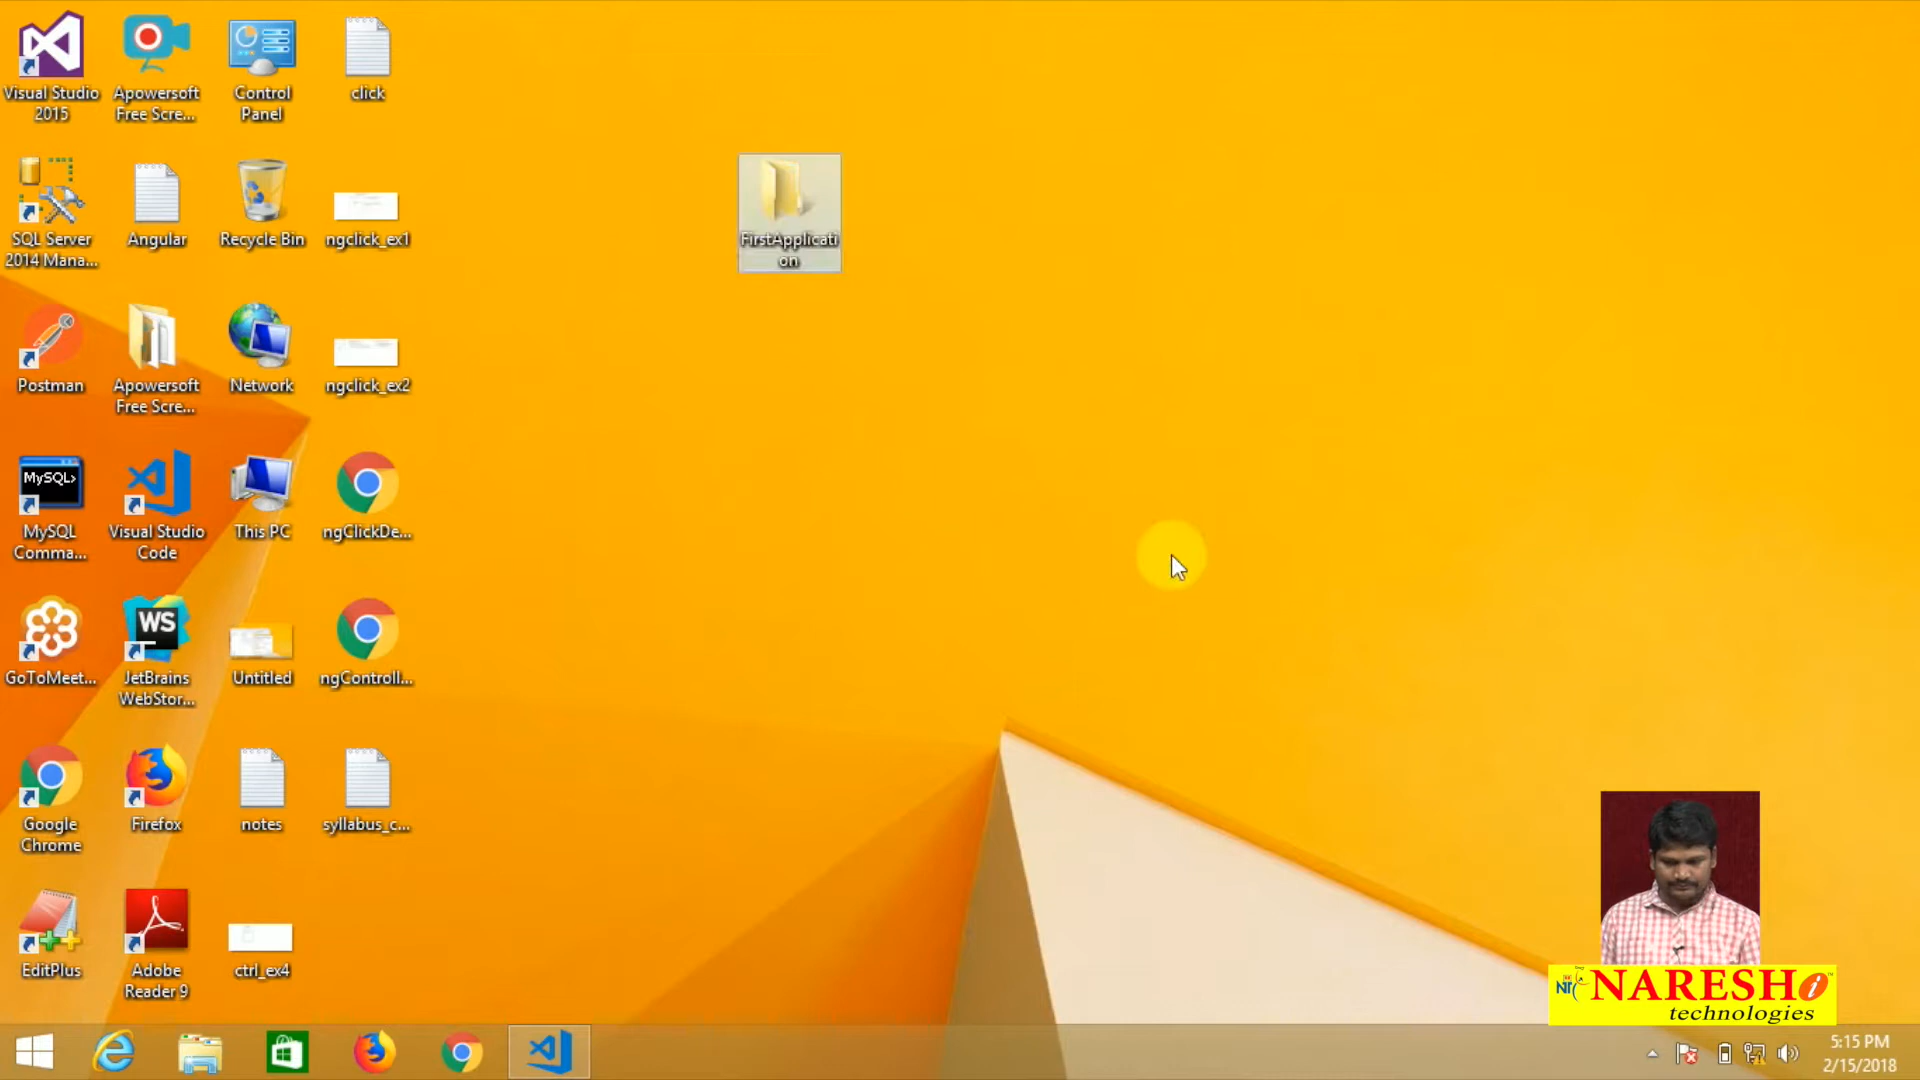 Visual Studio
2015
Apowersoft
Free Scre...
Control
Panel
click
SQL Server
2014 Mana...
Angular
Recycle Bin
ngclick_ex1
FirstApplicati
on
Postman
Apowersoft
Free Scre...
Network
ngclick_ex2
MySQL>
MySQL
Comma...
Visual Studio
Code
This PC
ngClickDe...
WS
GoToMeet...
JetBrains
WebStor...
Untitled
ngControll...
Google
Chrome
Firefox
notes
syllabus_c...
EditPlus
Adobe
Reader 9
ctrl_ex4
NT
NARESH i
technologies
5:15 PM
2/15/2018